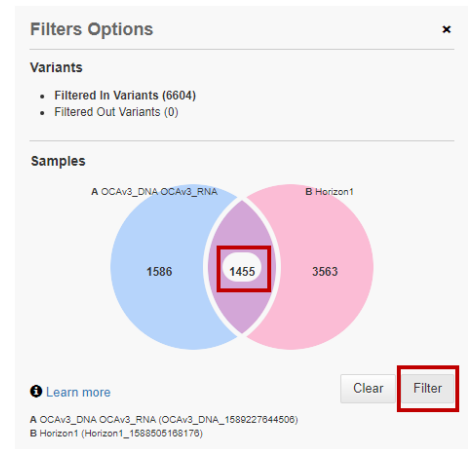 Filters Options ×
Variants
• Filtered In Variants (6604)
• Filtered Out Variants (0)
Samples
A OCAv3_DNA OCAv3_RNA B Horizon1
1586 1455 3563
Learn more Clear Filter
A OCAv3_DNA OCAv3_RNA (OCAv3_DNA_1589227644506)
B Horizon1 (Horizon1_1588505168176)